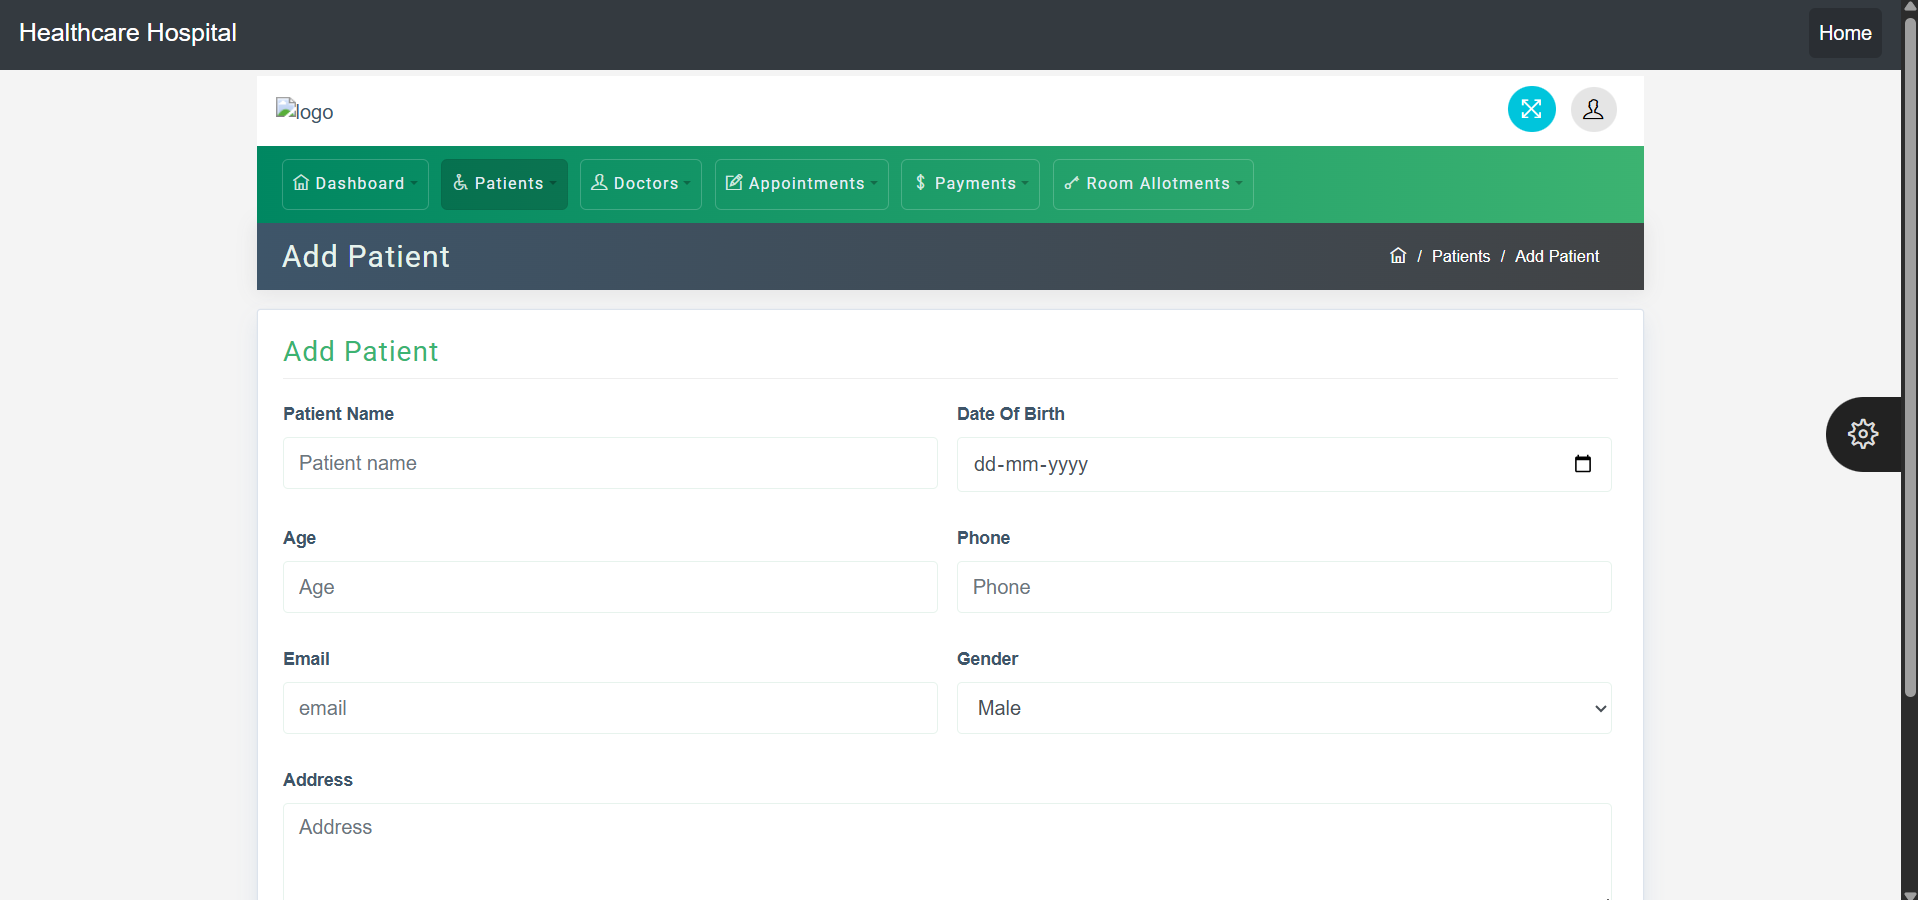 Healthcare Hospital
Home
logo
Dashboard
Patients
Doctors
Appointments
Payments
Room Allotments
Add Patient
/ Patients / Add Patient
Add Patient
Patient Name
Date Of Birth
Patient name
dd-mm-yyyy
Age
Phone
Age
Phone
Email
Gender
email
Male
Address
Address